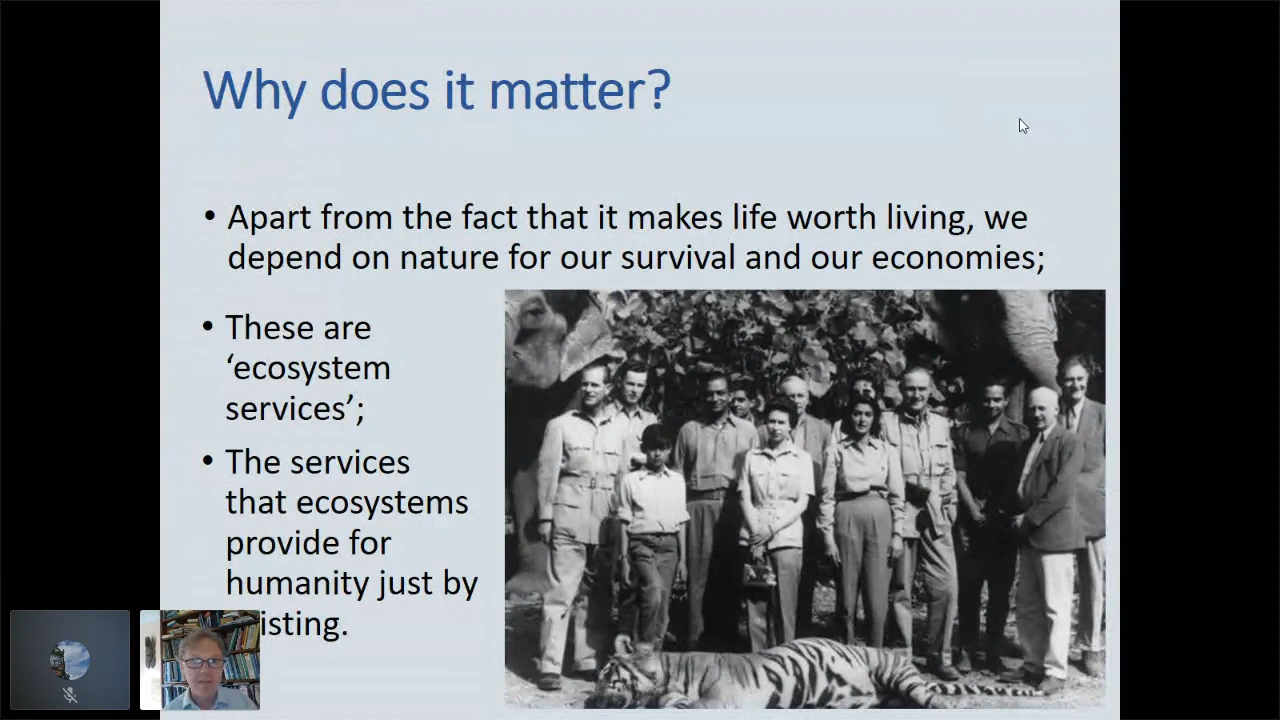 Why does it matter?
• Apart from the fact that it makes life worth living, we
depend on nature for our survival and our economies;
• These are
‘ecosystem
services’;
• The services
that ecosystems
provide for
humanity just by
isting.